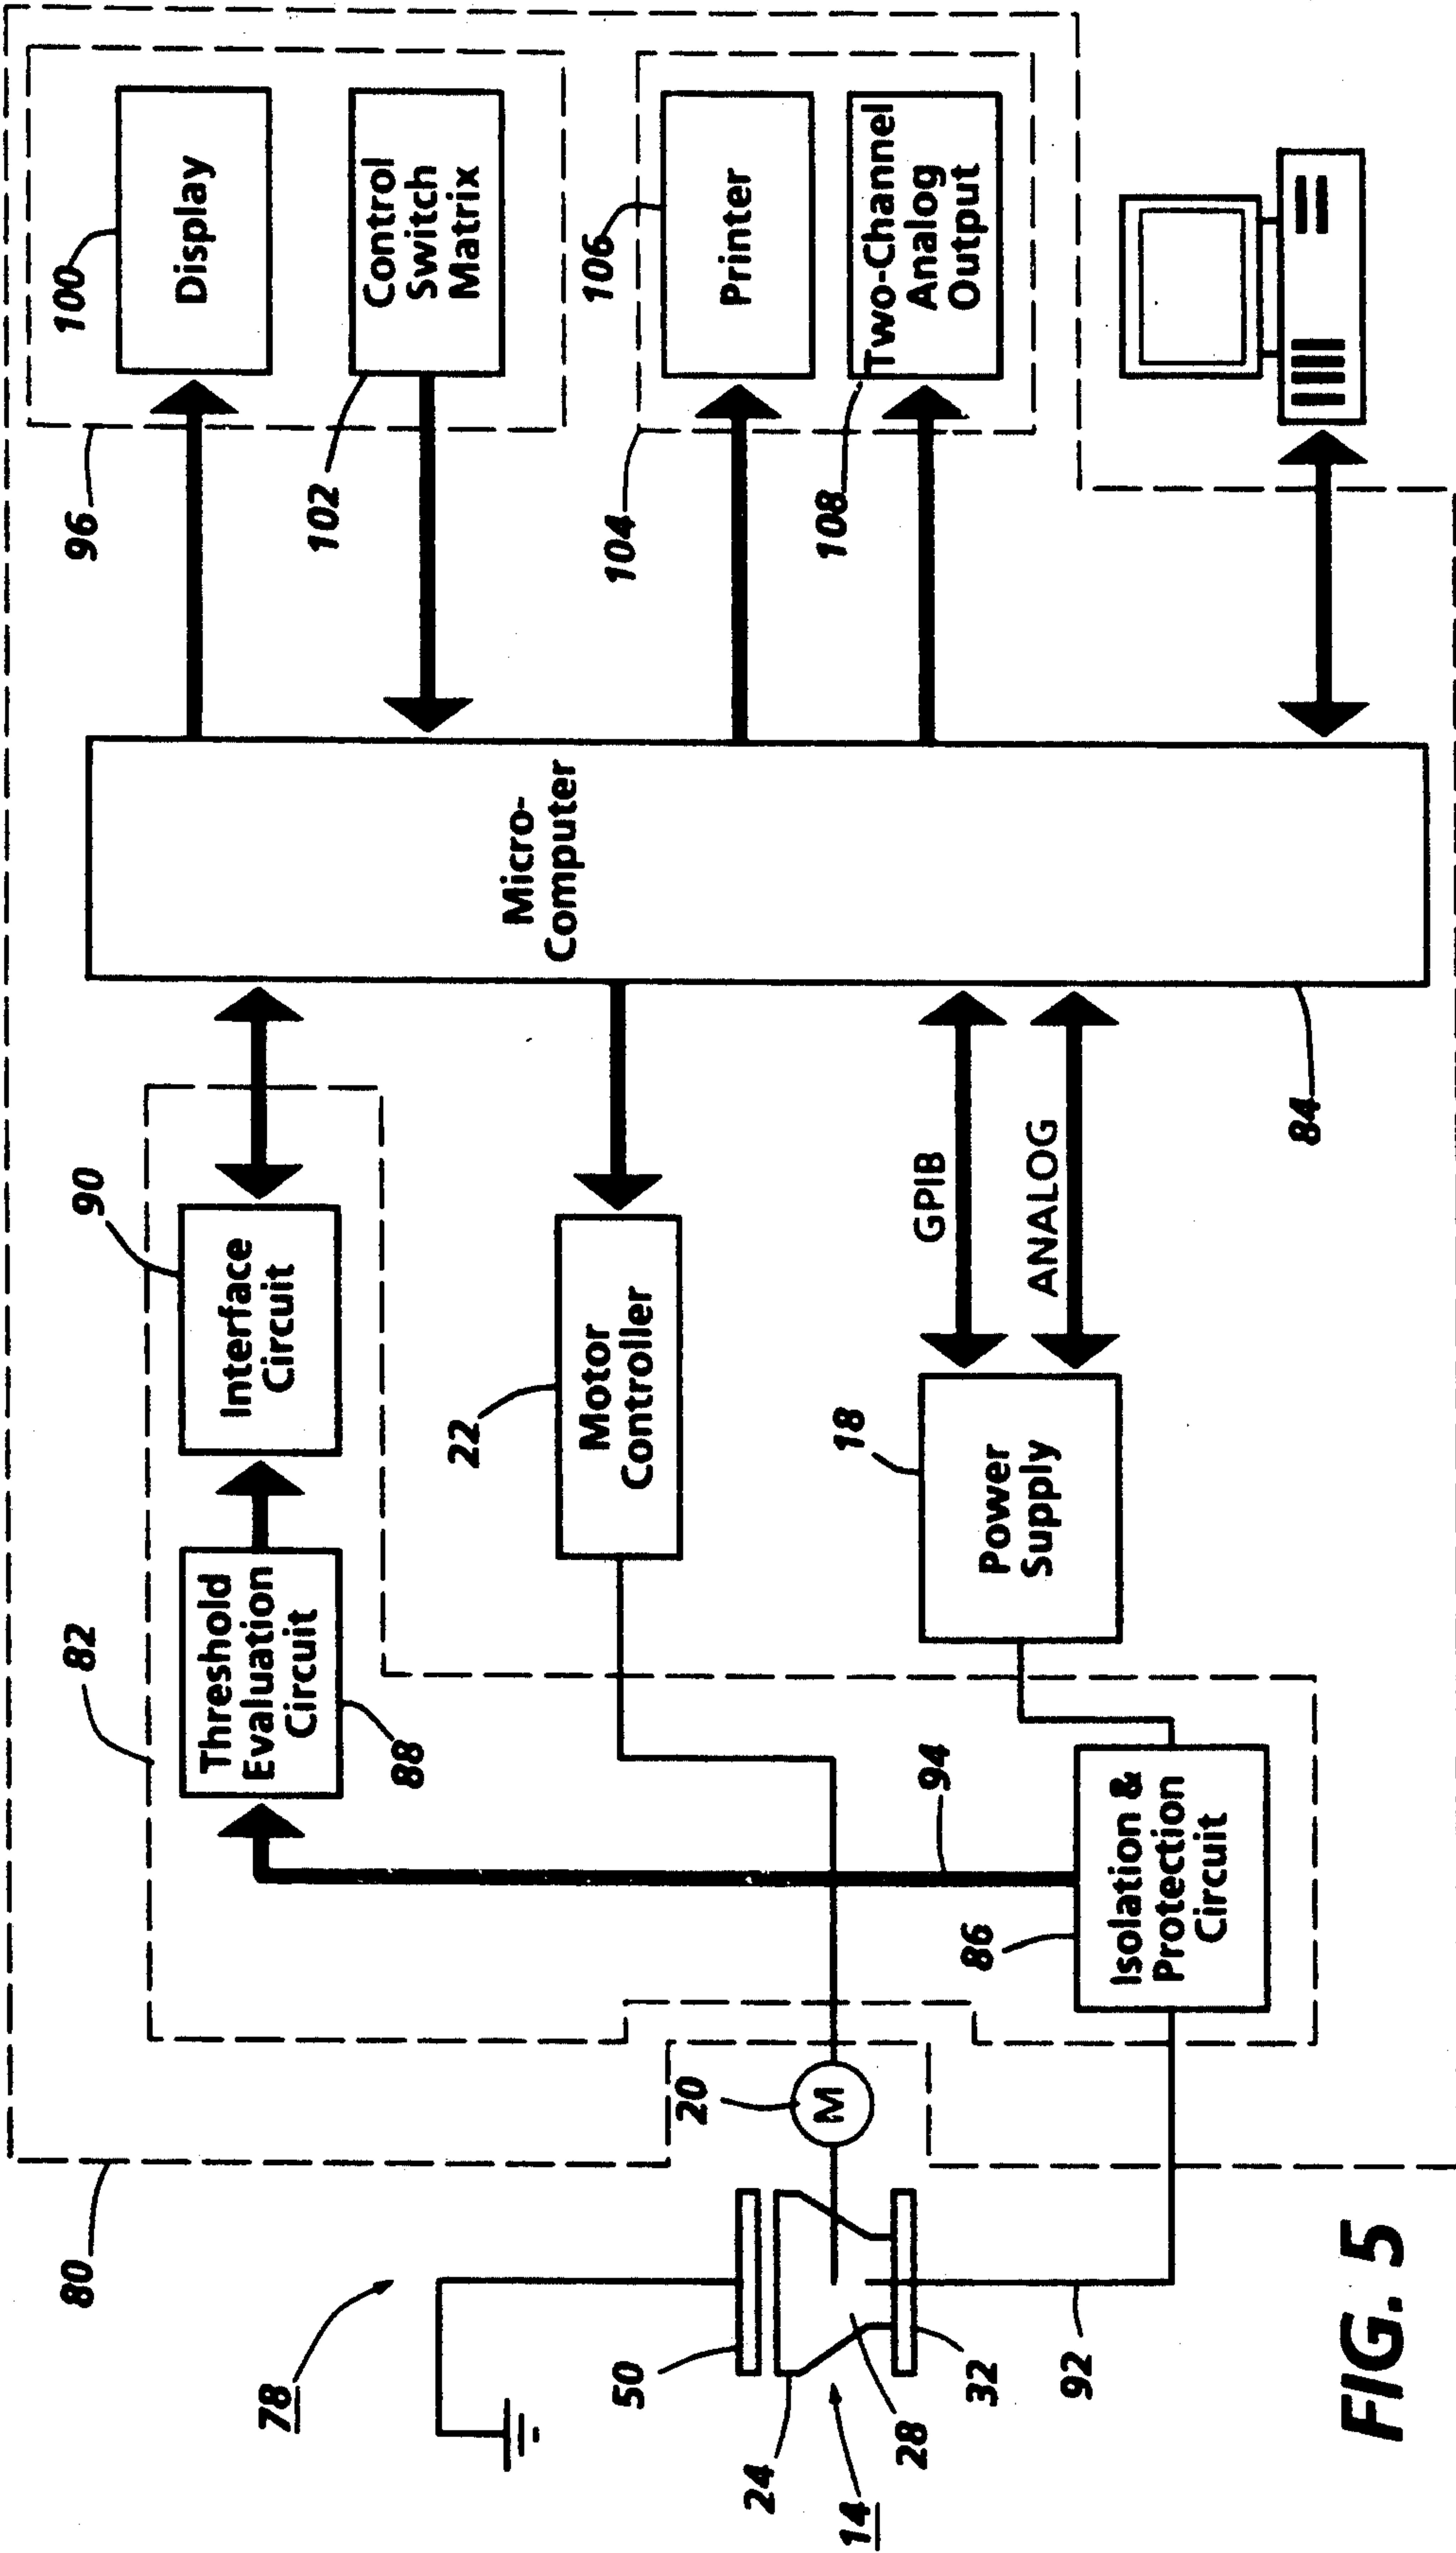 80
78
50
24
14
28
32
92
20
M
82
Threshold
Evaluation
Circuit
88
90
Interface
Circuit
22
Motor
Controller
94
86
Isolation &
Protection
Circuit
18
Power
Supply
GPIB
ANALOG
84
Micro-
Computer
96
100
Display
102
Control
Switch
Matrix
104
106
Printer
108
Two-Channel
Analog
Output
FIG. 5